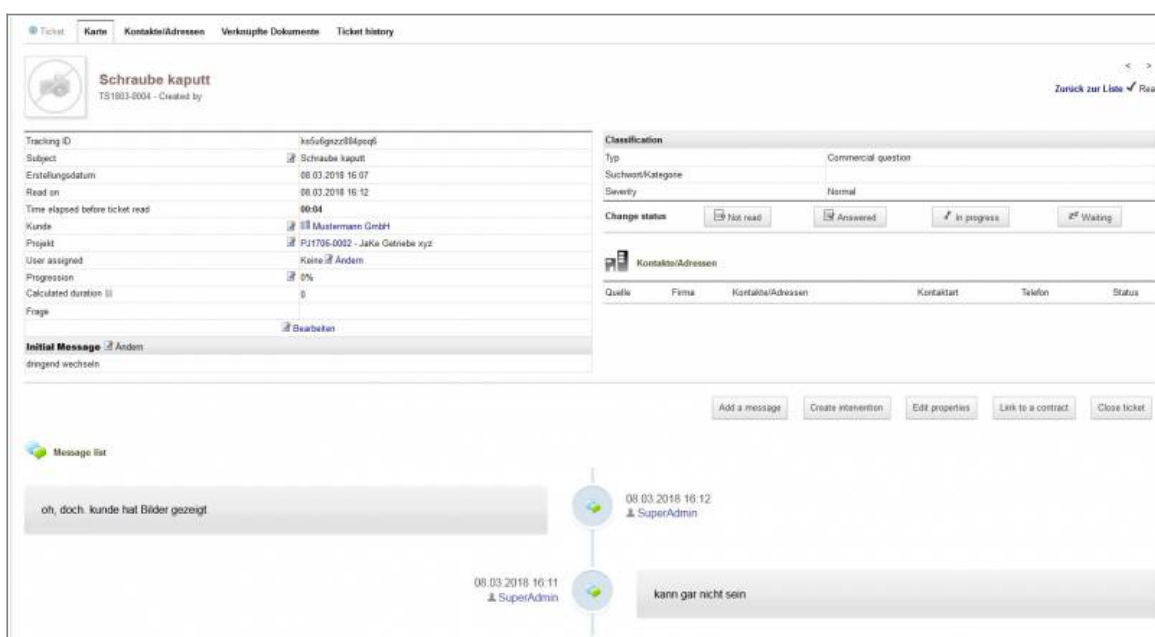 Ticket Karte Kontakte/Adressen Verknüpfte Dokumente Ticket history
Schraube kaputt
TS1803-0004 - Created by
< >
Zurück zur Liste Rea
Tracking ID
Subject Schraube kaputt
Erstellungsdatum 08.03.2018 16:07
Read on 08.03.2018 16:12
Time elapsed before ticket read 00:04
Kunde Mustermann GmbH
Projekt PJ1706-0002 - JaKe Getriebe xyz
User assigned Keine Ändern
Progression 0%
Calculated duration 0
Frage
Bearbeiten
Initial Message Ändern
dringend wechseln
Classification
Typ Commercial question
Suchwort/Kategorie
Severity Normal
Change status Not read Answered In progress Waiting
Kontakte/Adressen
Quelle Firma Kontakte/Adressen Kontaktart Telefon Status
Add a message Create intervention Edit properties Link to a contract Close ticket
Message list
oh, doch. kunde hat Bilder gezeigt
08.03.2018 16:12
SuperAdmin
08.03.2018 16:11
SuperAdmin
kann gar nicht sein